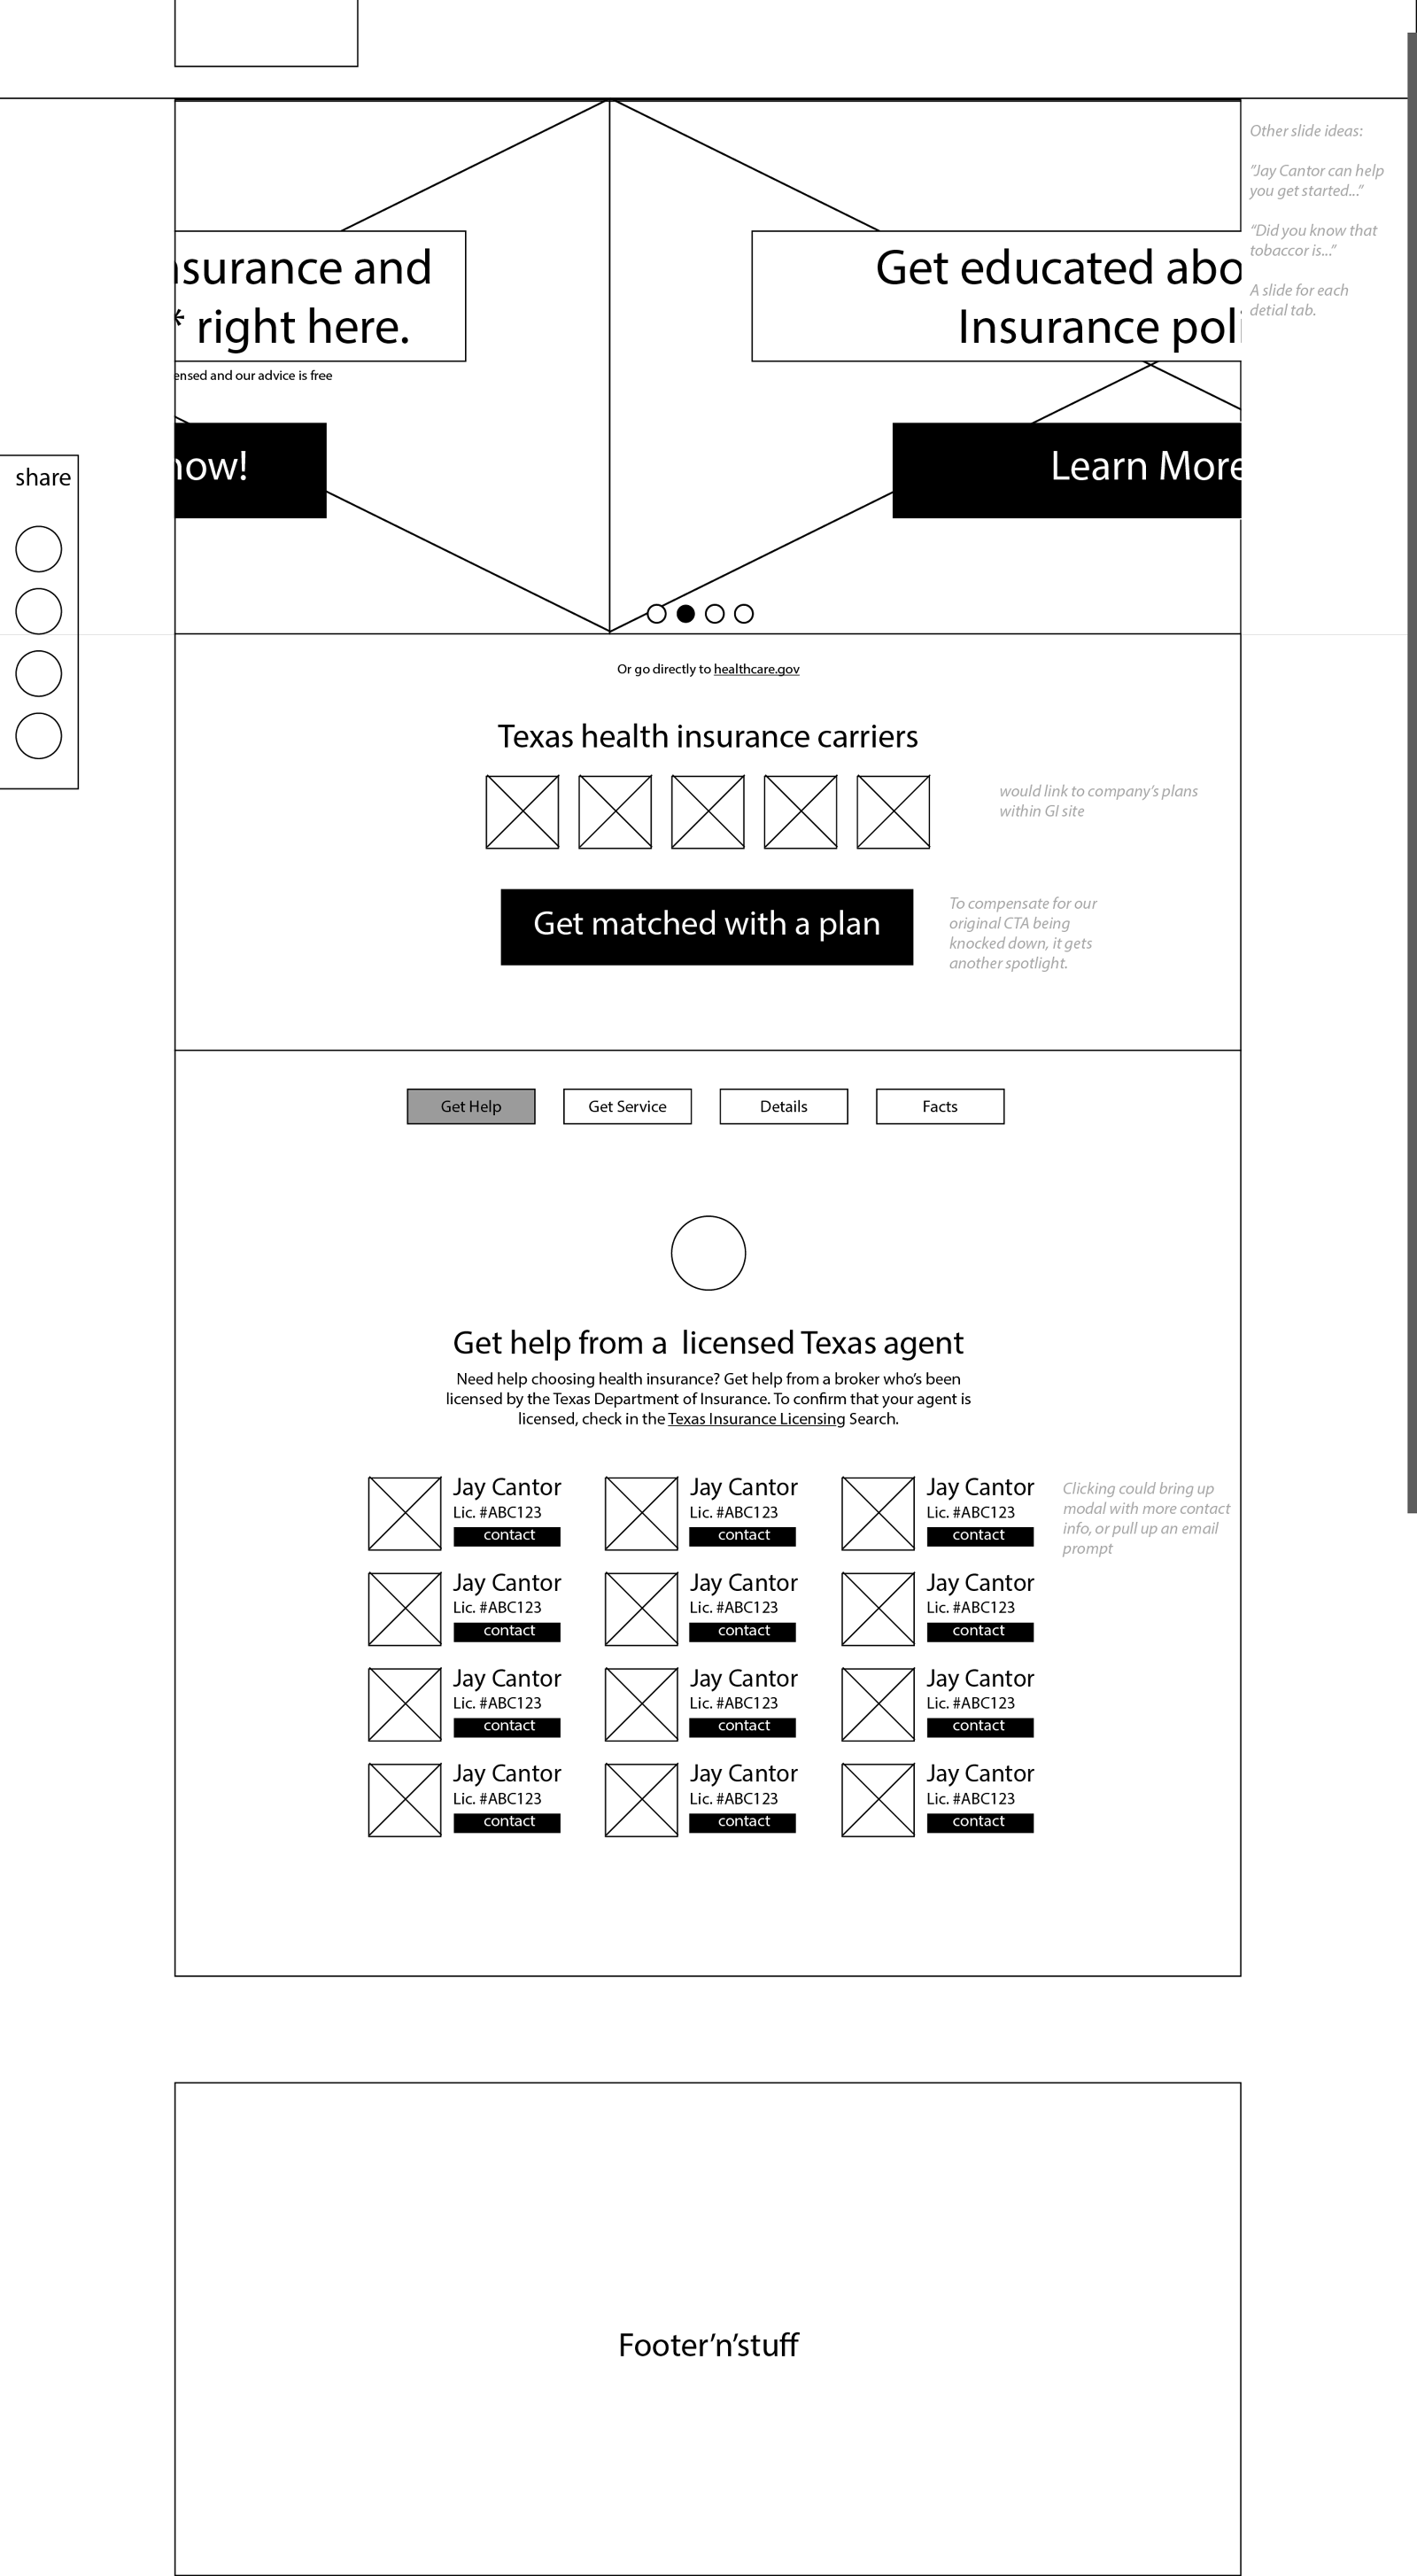 Other slide ideas:
“Jay Cantor can help
you get started...”
“Did you know that
tobaccor is...”
A slide for each
detial tab.
and
* right here.
and our advice is free
now!
Get educated
Insurance
Learn More
share
Or go directly to healthcare.gov
Texas health insurance carriers
would link to company’s plans
within GI site
Get matched with a plan
To compensate for our
original CTA being
knocked down, it gets
another spotlight.
Get Help
Get Service
Details
Facts
Get help from a licensed Texas agent
Need help choosing health insurance? Get help from a broker who’s been
licensed by the Texas Department of Insurance. To confirm that your agent is
licensed, check in the Texas Insurance Licensing Search.
Jay Cantor
Lic. #ABC123
contact
Jay Cantor
Lic. #ABC123
contact
Jay Cantor
Lic. #ABC123
contact
Clicking could bring up
modal with more contact
info, or pull up an email
prompt
Jay Cantor
Lic. #ABC123
contact
Jay Cantor
Lic. #ABC123
contact
Jay Cantor
Lic. #ABC123
contact
Jay Cantor
Lic. #ABC123
contact
Jay Cantor
Lic. #ABC123
contact
Jay Cantor
Lic. #ABC123
contact
Jay Cantor
Lic. #ABC123
contact
Jay Cantor
Lic. #ABC123
contact
Jay Cantor
Lic. #ABC123
contact
Footer’n’stuff